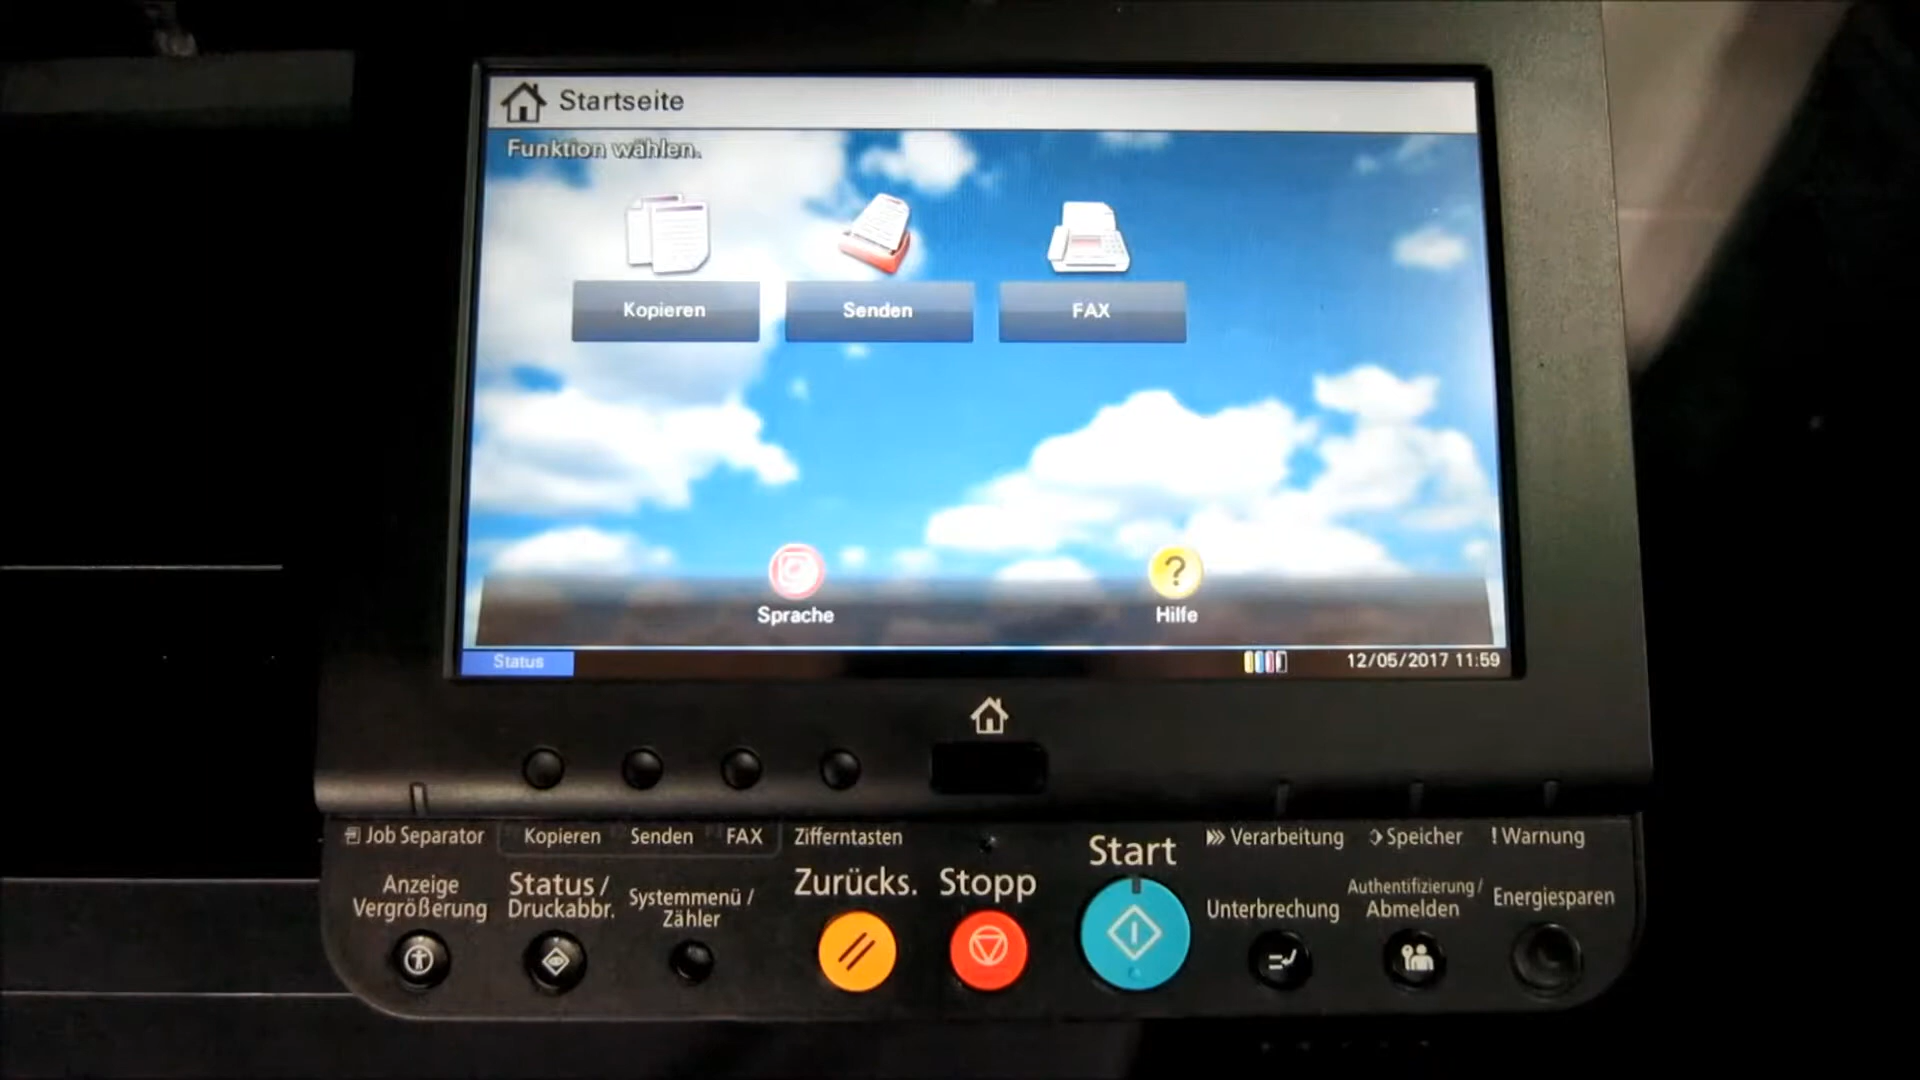 Startseite
Funktion wählen.
Kopieren
Senden
FAX
?
Sprache
Hilfe
Status
12/05/2017 11:59
Job Separator
Kopieren
Senden
FAX
Zifferntasten
Start
Verarbeitung
Speicher
! Warnung
Anzeige
Vergrößerung
Status /
Druckabbr.
Systemmenü /
Zähler
Zurücks.
Stopp
Unterbrechung
Authentifizierung /
Abmelden
Energiesparen